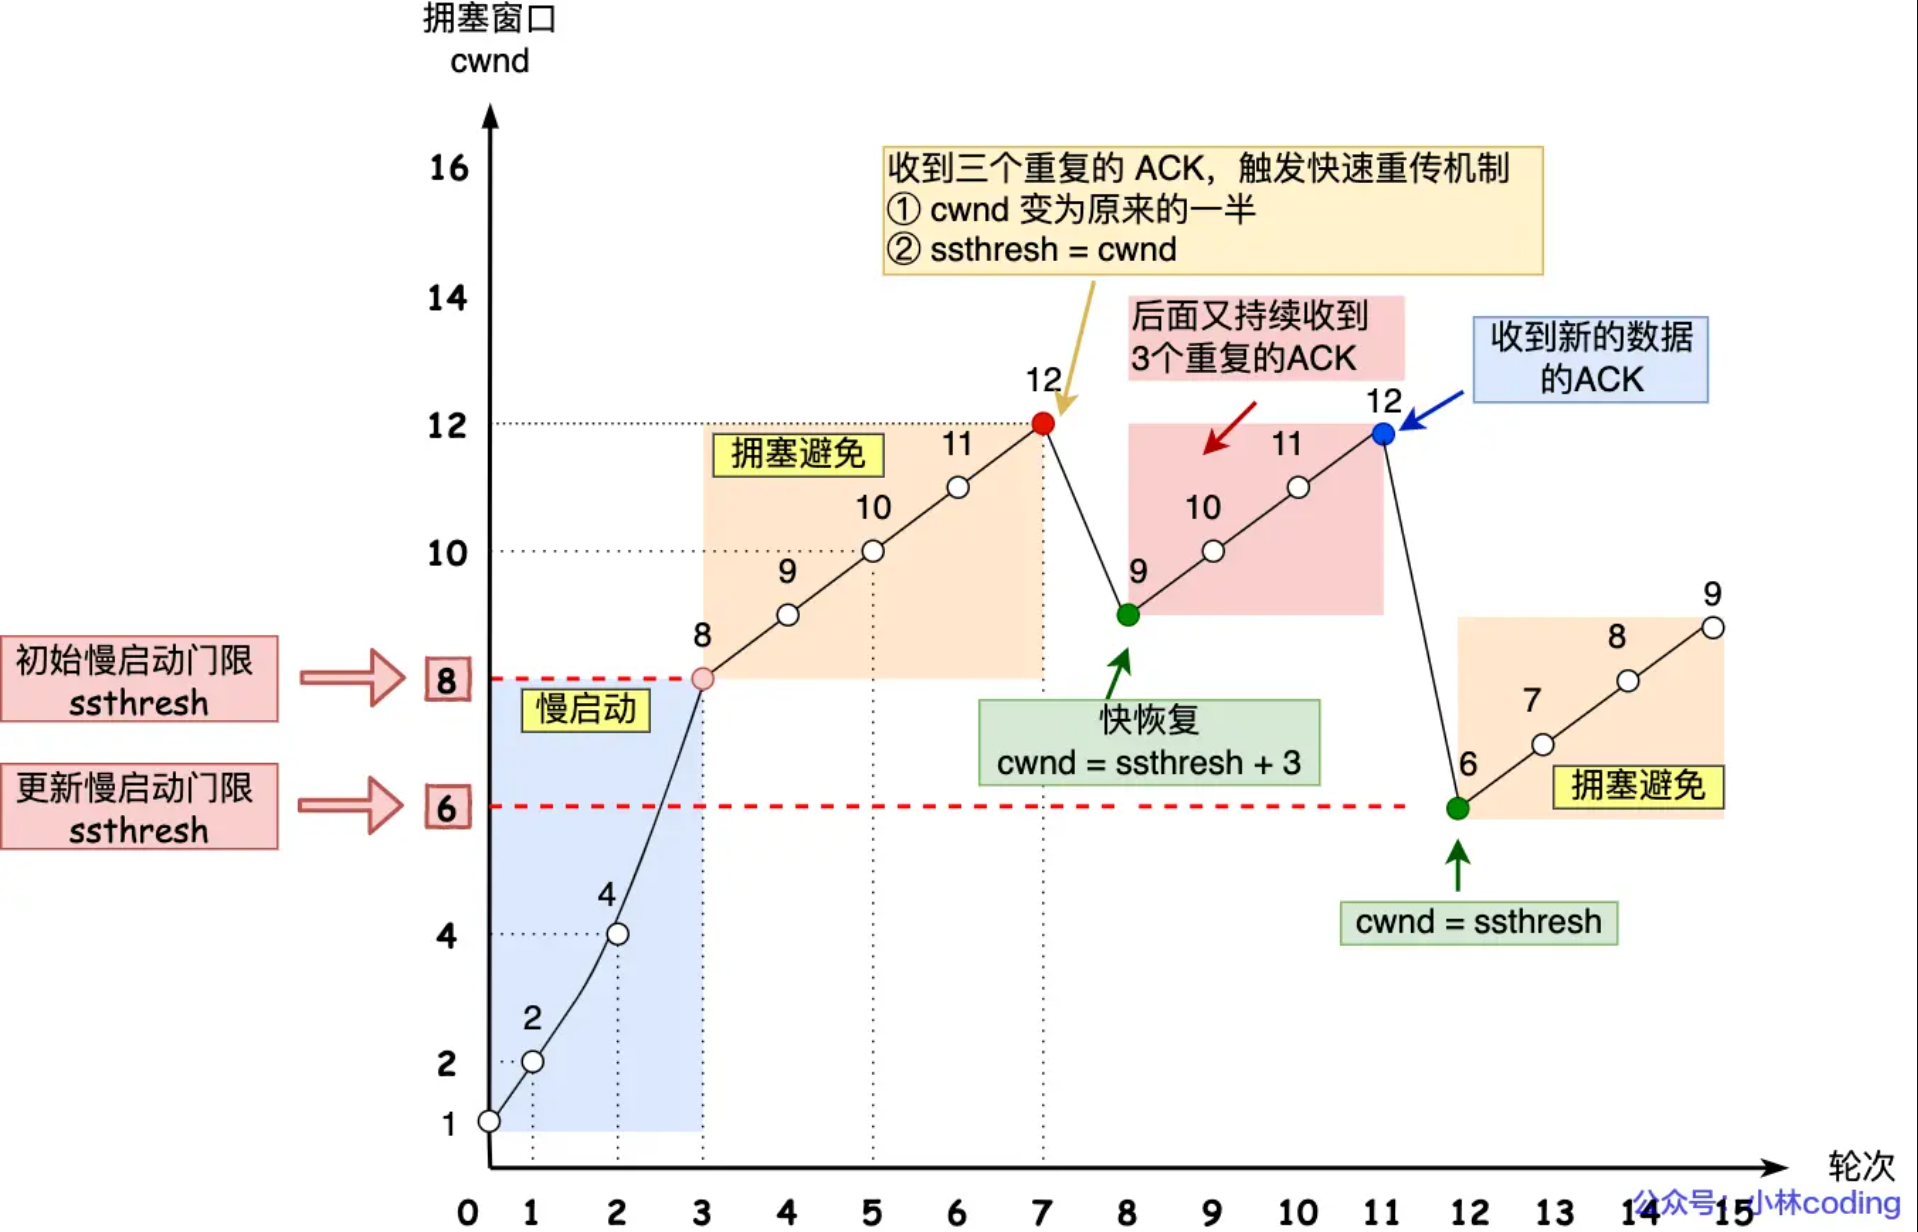 拥塞窗口
cwnd
16
收到三个重复的 ACK，触发快速重传机制
① cwnd 变为原来的一半
② ssthresh = cwnd
14
后面又持续收到
3个重复的ACK
收到新的数据
的ACK
12
12
12
拥塞避免
11
11
10
10
10
9
9
9
8
初始慢启动门限
ssthresh
8
慢启动
快恢复
cwnd = ssthresh + 3
8
7
6
拥塞避免
更新慢启动门限
ssthresh
6
4
4
cwnd = ssthresh
2
2
1
轮次
0 1 2 3 4 5 6 7 8 9 10 11 12 13 14 15
公众号：小林coding